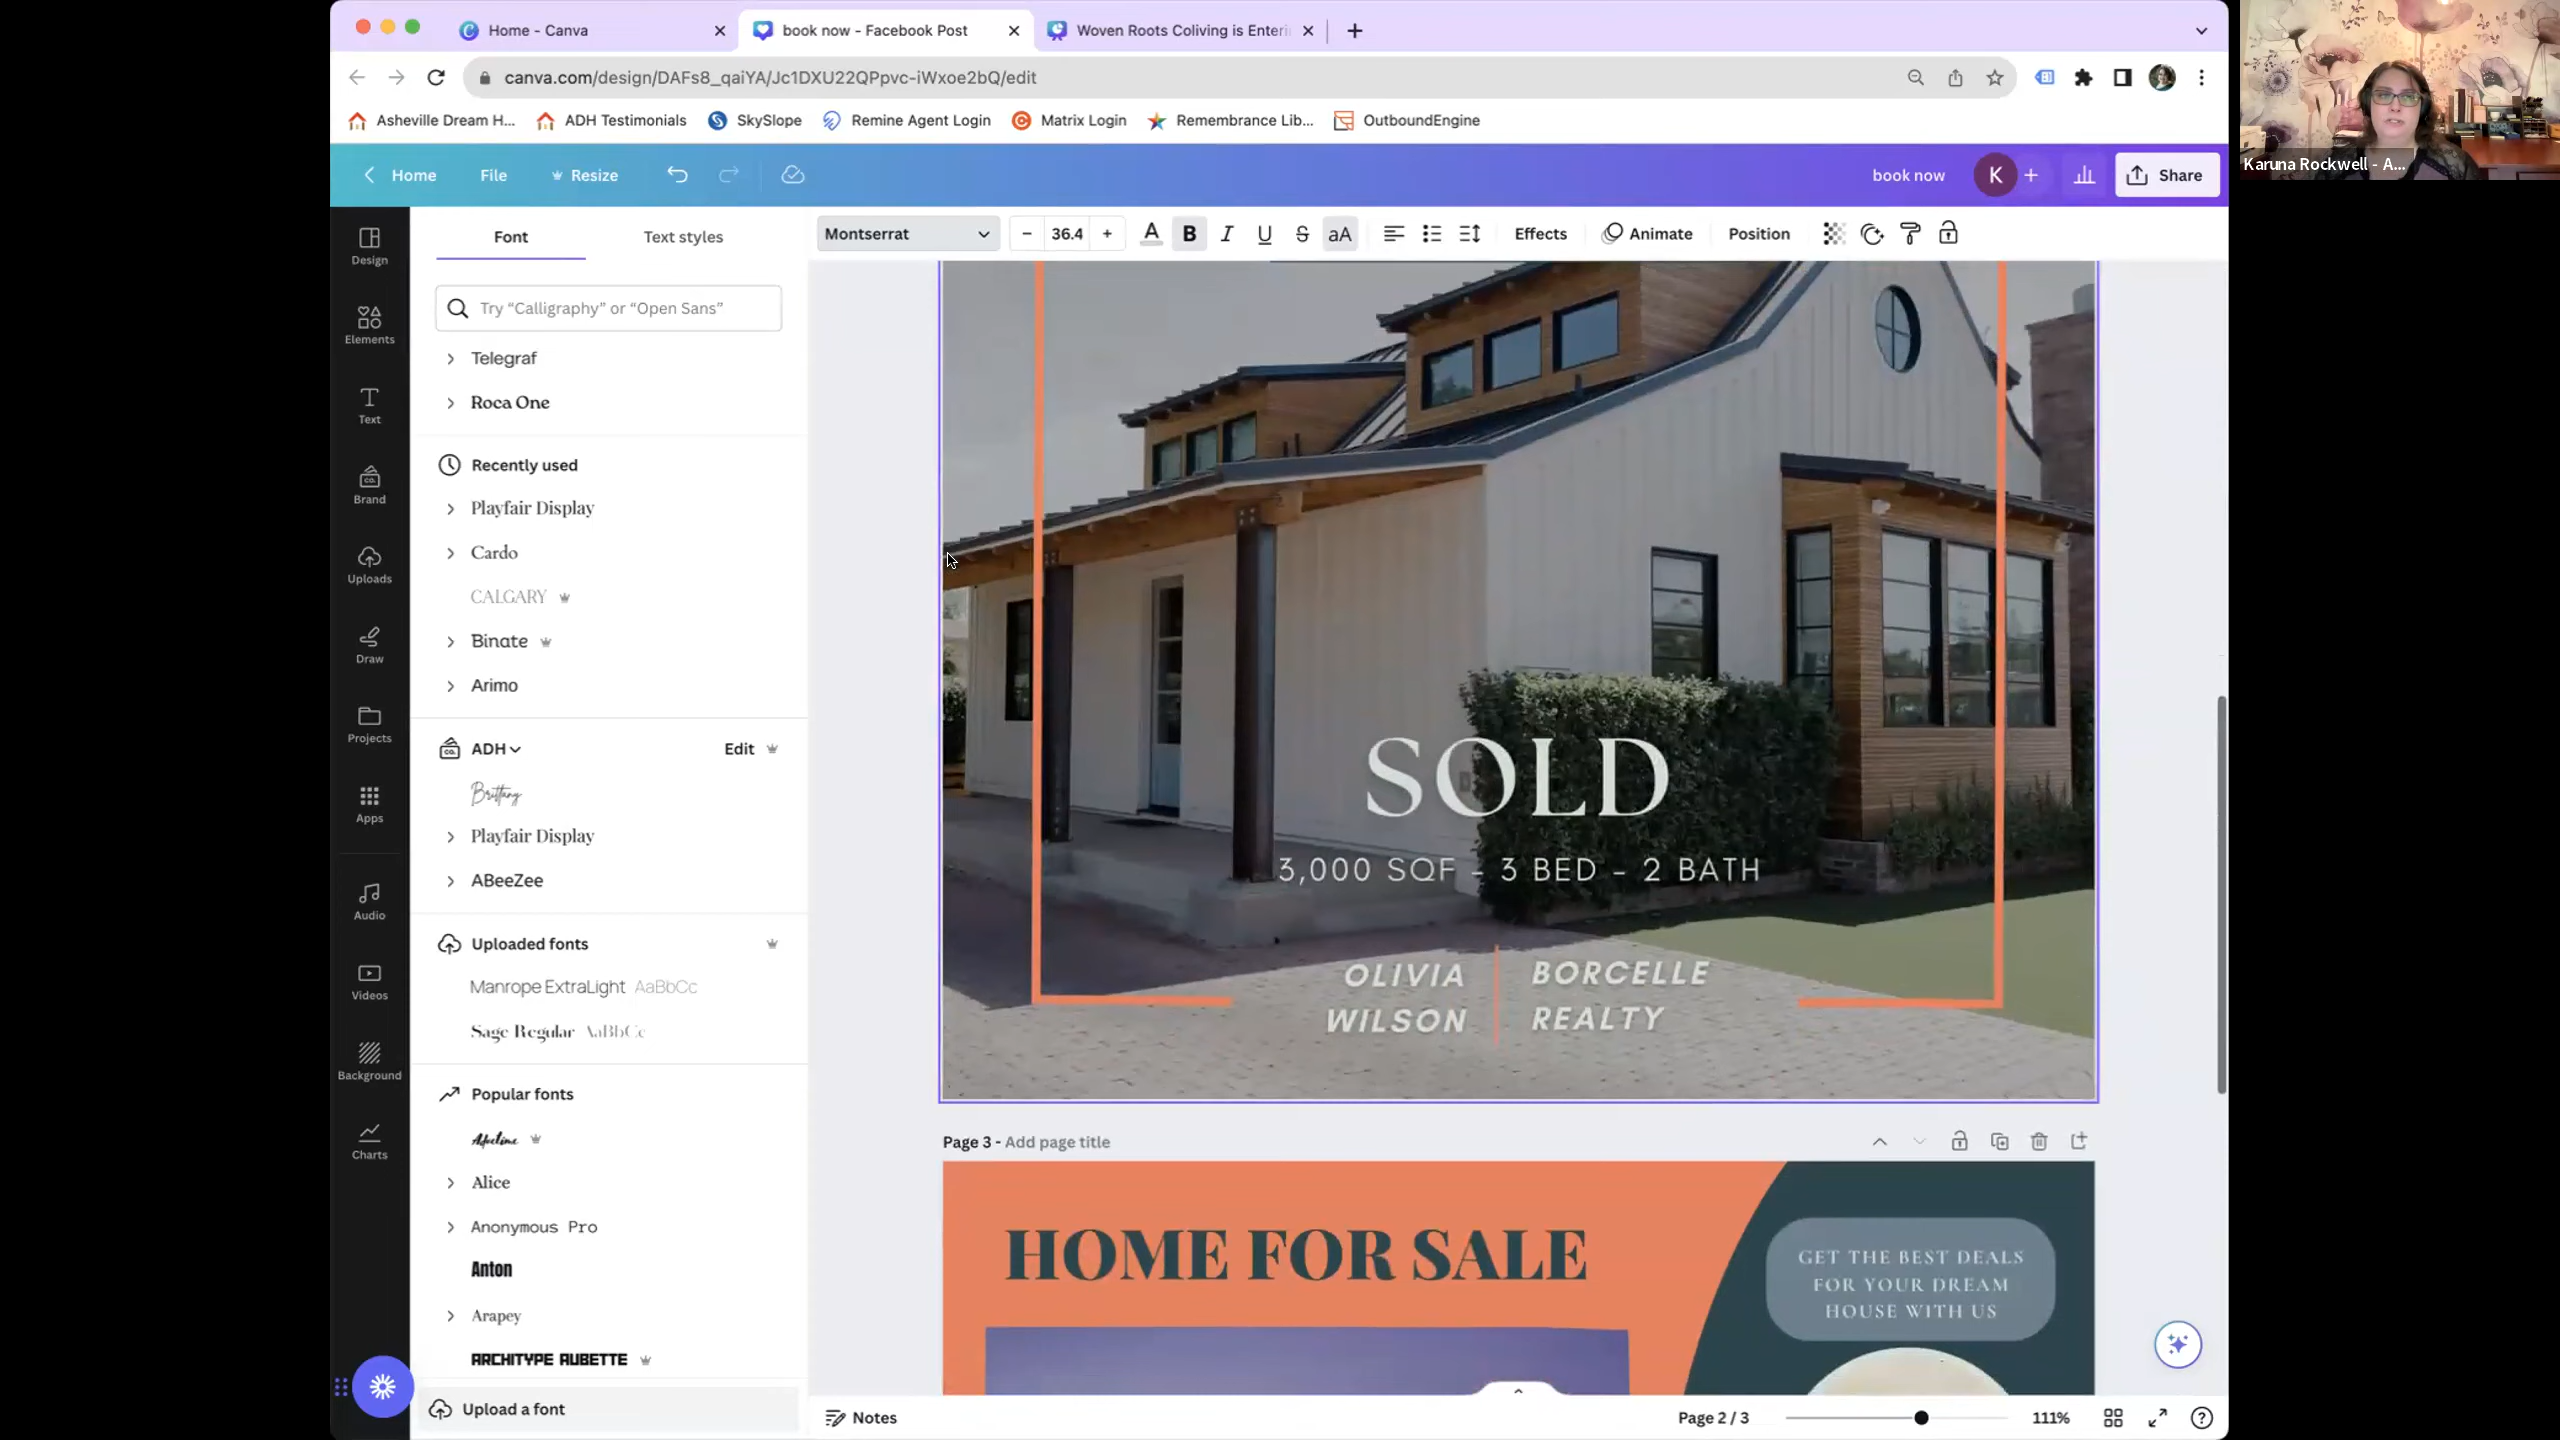 Home - Canva
book now - Facebook Post
Woven Roots Coliving is Enteri
canva.com/design/DAFs8_qaiYA/Jc1DXU22QPpvc-iWxoe2bQ/edit
Asheville Dream H...
ADH Testimonials
SkySlope
Remine Agent Login
Matrix Login
Remembrance Lib...
OutboundEngine
Karuna Rockwell - A...
Home
File
Resize
book now
K
Share
Design
Elements
Text
Brand
Uploads
Draw
Projects
Apps
Audio
Videos
Background
Charts
Font
Text styles
Try “Calligraphy” or “Open Sans”
Telegraf
Roca One
Recently used
Playfair Display
Cardo
CALGARY
Binate
Arimo
ADH
Edit
Brittany
Playfair Display
ABeeZee
Uploaded fonts
Manrope ExtraLight AaBbCc
Sage Regular AaBbCc
Popular fonts
Alice
Anonymous Pro
Anton
Arapey
ARCHITYPE AUBETTE
Upload a font
Montserrat
- 36.4 +
A B I U S aA
Effects
Animate
Position
SOLD
3,000 SQF - 3 BED - 2 BATH
OLIVIA
WILSON
BORCELLE
REALTY
Page 3 - Add page title
HOME FOR SALE
GET THE BEST DEALS
FOR YOUR DREAM
HOUSE WITH US
Notes
Page 2 / 3
111%